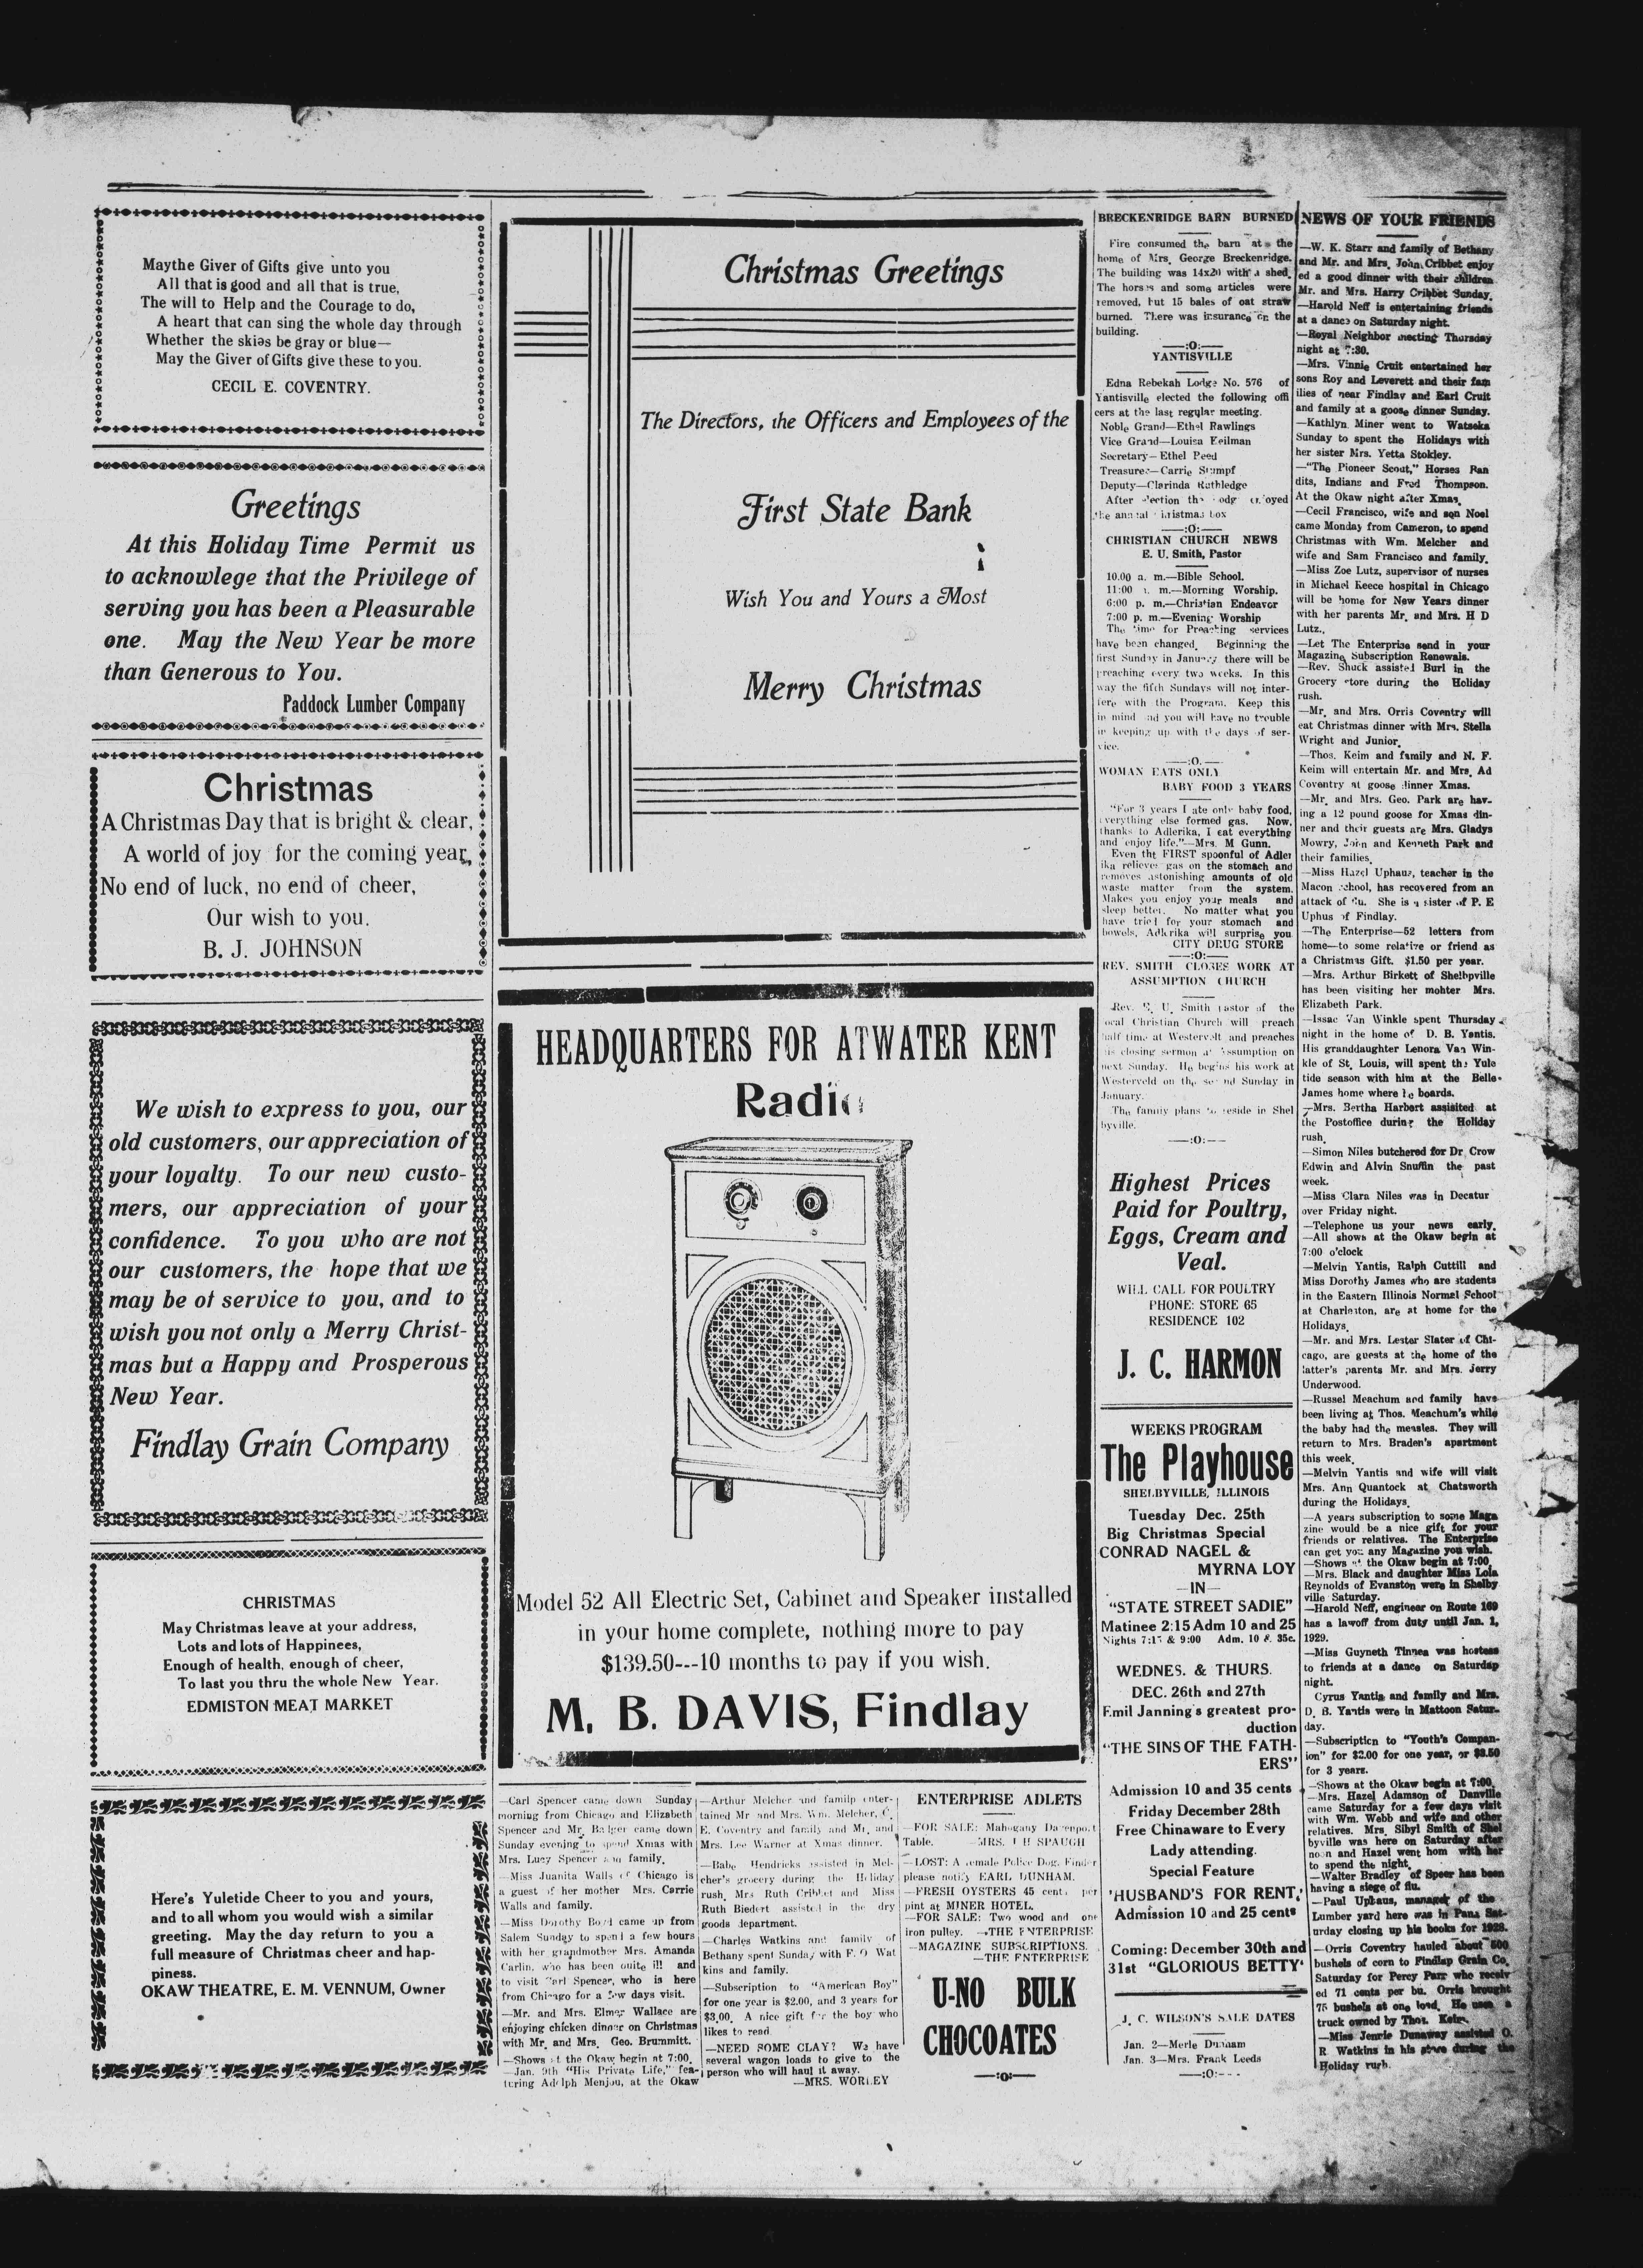 Maythe Giver of Gifts give unto you
All that is good and all that is true,
The will to Help and the Courage to do,
A heart that can sing the whole day through
Whether the skies be gray or blue—
May the Giver of Gifts give these to you.
CECIL E. COVENTRY.
Greetings
At this Holiday Time Permit us
to acknowlege that the Privilege of
serving you has been a Pleasurable
one. May the New Year be more
than Generous to You.
Paddock Lumber Company
Christmas
A Christmas Day that is bright & clear,
A world of joy for the coming year,
No end of luck, no end of cheer,
Our wish to you.
B. J. JOHNSON
We wish to express to you, our
old customers, our appreciation of
your loyalty. To our new custo-
mers, our appreciation of your
confidence. To you who are not
our customers, the hope that we
may be of service to you, and to
wish you not only a Merry Christ-
mas but a Happy and Prosperous
New Year.
Findlay Grain Company
CHRISTMAS
May Christmas leave at your address,
Lots and lots of Happinees,
Enough of health, enough of cheer,
To last you thru the whole New Year.
EDMISTON MEAT MARKET
Here's Yuletide Cheer to you and yours,
and to all whom you would wish a similar
greeting. May the day return to you a
full measure of Christmas cheer and hap-
piness.
OKAW THEATRE, E. M. VENNUM, Owner
Christmas Greetings
The Directors, the Officers and Employees of the
First State Bank
Wish You and Yours a Most
Merry Christmas
HEADQUARTERS FOR ATWATER KENT
Radio
Model 52 All Electric Set, Cabinet and Speaker installed
in your home complete, nothing more to pay
$139.50---10 months to pay if you wish.
M. B. DAVIS, Findlay
—Carl Spencer came down Sunday
morning from Chicago and Elizabeth
Spencer and Mr. Balger came down
Sunday evening to spend Xmas with
Mrs. Lucy Spencer and family.
—Miss Juanita Walls of Chicago is
a guest of her mother Mrs. Carrie
Walls and family.
—Miss Dorothy Bord came up from
Salem Sunday to spend a few hours
with her grandmother Mrs. Amanda
Carlin, who has been quite ill and
to visit Carl Spencer, who is here
from Chicago for a few days visit.
—Mr. and Mrs. Elmer Wallace are
enjoying chicken dinner on Christmas
with Mr. and Mrs. Geo. Brummitt.
—Shows at the Okaw begin at 7:00.
—Jan. 9th "His Private Life," fea-
turing Adolph Menjou, at the Okaw
—Arthur Melcher and familp enter-
tained Mr and Mrs. Wm. Melcher, C.
E. Coventry and family and Mr. and
Mrs. Leo Warner at Xmas dinner.
—Babe Hendricks assisted in Mel-
cher's grocery during the Holiday
rush. Mrs Ruth Cribbet and Miss
Ruth Biedert assisted in the dry
goods department.
—Charles Watkins and family of
Bethany spent Sunday with F. O Wat
kins and family.
—Subscription to "American Boy"
for one year is $2.00, and 3 years for
$3.00. A nice gift for the boy who
likes to read.
—NEED SOME CLAY? We have
several wagon loads to give to the
person who will haul it away.
—MRS. WORLEY
ENTERPRISE ADLETS
—FOR SALE: Mahogany Davenport
Table. —MRS. J H SPAUGH
—LOST: A female Police Dog. Finder
please notify EARL DUNHAM.
—FRESH OYSTERS 45 cents per
pint at MINER HOTEL.
—FOR SALE: Two wood and one
iron pulley. —THE ENTERPRISE
—MAGAZINE SUBSCRIPTIONS.
—THE ENTERPRISE
U-NO BULK
CHOCOATES
—:o:—
BRECKENRIDGE BARN BURNED
Fire consumed the barn at the
home of Mrs. George Breckenridge.
The building was 14x20 with a shed.
The horses and some articles were
removed, but 15 bales of oat straw
burned. There was insurance on the
building.
—:O:—
YANTISVILLE
Edna Rebekah Lodge No. 576 of
Yantisville elected the following offi
cers at the last regular meeting.
Noble Grand—Ethel Rawlings
Vice Grand—Louisa Heilman
Secretary—Ethel Peed
Treasurer—Carrie Stumpf
Deputy—Clarinda Rathledge
After election the lodge enjoyed
the annual Christmas box
—:O:—
CHRISTIAN CHURCH NEWS
E. U. Smith, Pastor
10.00 a. m.—Bible School.
11:00 a. m.—Morning Worship.
6:00 p. m.—Christian Endeavor
7:00 p. m.—Evening Worship
The time for Preaching services
have been changed. Beginning the
first Sunday in January there will be
preaching every two weeks. In this
way the fifth Sundays will not inter-
fere with the Program. Keep this
in mind and you will have no trouble
in keeping up with the days of ser-
vice.
—:O.—
WOMAN EATS ONLY
BABY FOOD 3 YEARS
"For 3 years I ate only baby food,
everything else formed gas. Now,
thanks to Adlerika, I eat everything
and enjoy life."—Mrs. M Gunn.
Even the FIRST spoonful of Adler
ika relieves gas on the stomach and
removes astonishing amounts of old
waste matter from the system.
Makes you enjoy your meals and
sleep better. No matter what you
have tried for your stomach and
bowels, Adlerika will surprise you
CITY DRUG STORE
—:O:—
REV. SMITH CLOSES WORK AT
ASSUMPTION CHURCH
Rev. E. U. Smith pastor of the
local Christian Church will preach
half time at Westervelt and preaches
his closing sermon at Assumption on
next Sunday. He begins his work at
Westerveld on the second Sunday in
January.
The family plans to reside in Shel
byville.
—:O:—
Highest Prices
Paid for Poultry,
Eggs, Cream and
Veal.
WILL CALL FOR POULTRY
PHONE: STORE 65
RESIDENCE 102
J. C. HARMON
WEEKS PROGRAM
The Playhouse
SHELBYVILLE, ILLINOIS
Tuesday Dec. 25th
Big Christmas Special
CONRAD NAGEL &
MYRNA LOY
—IN—
"STATE STREET SADIE"
Matinee 2:15 Adm 10 and 25
Nights 7:15 & 9:00 Adm. 10 & 35c.
WEDNES. & THURS.
DEC. 26th and 27th
Emil Janning's greatest pro-
duction
"THE SINS OF THE FATH-
ERS"
Admission 10 and 35 cents
Friday December 28th
Free Chinaware to Every
Lady attending.
Special Feature
'HUSBAND'S FOR RENT,'
Admission 10 and 25 cents
Coming: December 30th and
31st "GLORIOUS BETTY'
J. C. WILSON'S SALE DATES
Jan. 2—Merle Dunham
Jan. 3—Mrs. Frank Leeds
—:O:---
NEWS OF YOUR FRIENDS
—W. K. Starr and family of Bethany
and Mr. and Mrs. John Cribbet enjoy
ed a good dinner with their children
Mr. and Mrs. Harry Cribbet Sunday.
—Harold Neff is entertaining friends
at a dance on Saturday night.
—Royal Neighbor meeting Thursday
night at 7:30.
—Mrs. Vinnie Cruit entertained her
sons Roy and Leverett and their fam
ilies of near Findlay and Earl Cruit
and family at a goose dinner Sunday.
—Kathlyn Miner went to Watseka
Sunday to spent the Holidays with
her sister Mrs. Yetta Stokley.
—"The Pioneer Scout," Horses Ban
dits, Indians and Fred Thompson.
At the Okaw night after Xmas.
—Cecil Francisco, wife and son Noel
came Monday from Cameron, to spend
Christmas with Wm. Melcher and
wife and Sam Francisco and family.
—Miss Zoe Lutz, supervisor of nurses
in Michael Reece hospital in Chicago
will be home for New Years dinner
with her parents Mr. and Mrs. H D
Lutz.,
—Let The Enterprise send in your
Magazine Subscription Renewals.
—Rev. Shuck assisted Burl in the
Grocery store during the Holiday
rush.
—Mr. and Mrs. Orris Coventry will
eat Christmas dinner with Mrs. Stella
Wright and Junior.
—Thos. Keim and family and N. F.
Keim will entertain Mr. and Mrs. Ad
Coventry at goose dinner Xmas.
—Mr. and Mrs. Geo. Park are hav-
ing a 12 pound goose for Xmas din-
ner and their guests are Mrs. Gladys
Mowry, John and Kenneth Park and
their families.
—Miss Hazel Uphaus, teacher in the
Macon school, has recovered from an
attack of flu. She is a sister of P. E
Uphus of Findlay.
—The Enterprise—52 letters from
home—to some relative or friend as
a Christmas Gift. $1.50 per year.
—Mrs. Arthur Birkett of Shelbpville
has been visiting her mohter Mrs.
Elizabeth Park.
—Issac Van Winkle spent Thursday
night in the home of D. B. Yantis.
His granddaughter Lenora Van Win-
kle of St. Louis, will spent the Yule
tide season with him at the Belle
James home where he boards.
—Mrs. Bertha Harbert assisited at
the Postoffice during the Holiday
rush.
—Simon Niles butchered for Dr. Crow
Edwin and Alvin Snuffin the past
week.
—Miss Clara Niles was in Decatur
over Friday night.
—Telephone us your news early.
—All shows at the Okaw begin at
7:00 o'clock
—Melvin Yantis, Ralph Cuttill and
Miss Dorothy James who are students
in the Eastern Illinois Normal School
at Charleston, are at home for the
Holidays.
—Mr. and Mrs. Lester Slater of Chi-
cago, are guests at the home of the
latter's parents Mr. and Mrs. Jerry
Underwood.
—Russel Meachum and family have
been living at Thos. Meachum's while
the baby had the measles. They will
return to Mrs. Braden's apartment
this week.
—Melvin Yantis and wife will visit
Mrs. Ann Quantock at Chatsworth
during the Holidays.
—A years subscription to some Maga
zine would be a nice gift for your
friends or relatives. The Enterprise
can get you any Magazine you wish.
—Shows at the Okaw begin at 7:00
—Mrs. Black and daughter Miss Lola
Reynolds of Evanston were in Shelby
ville Saturday.
—Harold Neff, engineer on Route 169
has a layoff from duty until Jan. 1,
1929.
—Miss Guyneth Tinnea was hostess
to friends at a dance on Saturdap
night.
Cyrus Yantis and family and Mrs.
D. B. Yantis were in Mattoon Satur-
day.
—Subscription to "Youth's Compan-
ion" for $2.00 for one year, or $3.50
for 3 years.
—Shows at the Okaw begin at 7:00.
—Mrs. Hazel Adamson of Danville
came Saturday for a few days visit
with Wm. Webb and wife and other
relatives. Mrs. Sibyl Smith of Shel
byville was here on Saturday after
noon and Hazel went hom with her
to spend the night.
—Walter Bradley of Speer has been
having a siege of flu.
—Paul Uphaus, manager of the
Lumber yard here was in Pana Sat-
urday closing up his books for 1928.
—Orris Coventry hauled about 500
bushels of corn to Findlap Grain Co.
Saturday for Percy Parr who receiv
ed 71 cents per bu. Orris brought
75 bushels at one load. He uses a
truck owned by Thos. Keim.
—Miss Jennie Dunaway assisted O.
R Watkins in his store during the
Holiday rush.